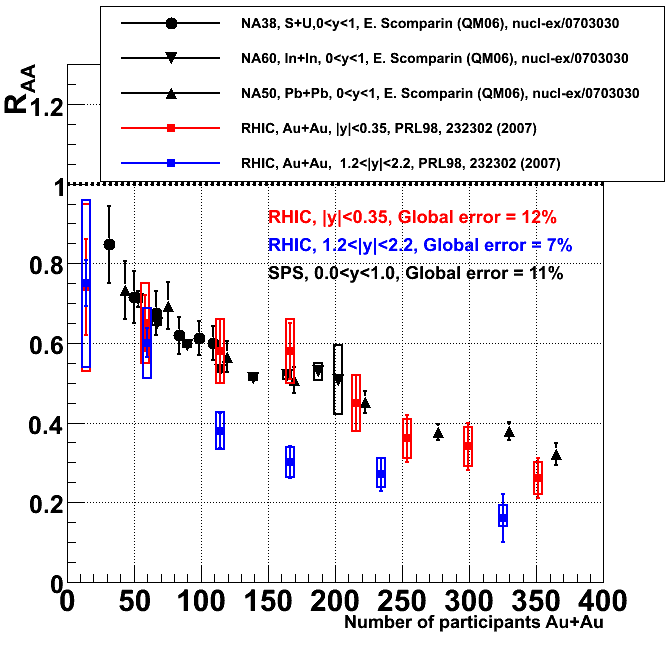 NA38, S+U,0<y<1, E. Scomparin (QM06), nucl-ex/0703030
NA60, In+In, 0<y<1, E. Scomparin (QM06), nucl-ex/0703030
NA50, Pb+Pb, 0<y<1, E. Scomparin (QM06), nucl-ex/0703030
RHIC, Au+Au, |y|<0.35, PRL98, 232302 (2007)
RHIC, Au+Au,  1.2<|y|<2.2, PRL98, 232302 (2007)
RAA
1.2
1
RHIC, |y|<0.35, Global error = 12%
RHIC, 1.2<|y|<2.2, Global error = 7%
SPS, 0.0<y<1.0, Global error = 11%
0.8
0.6
0.4
0.2
0
0 50 100 150 200 250 300 350 400
Number of participants Au+Au